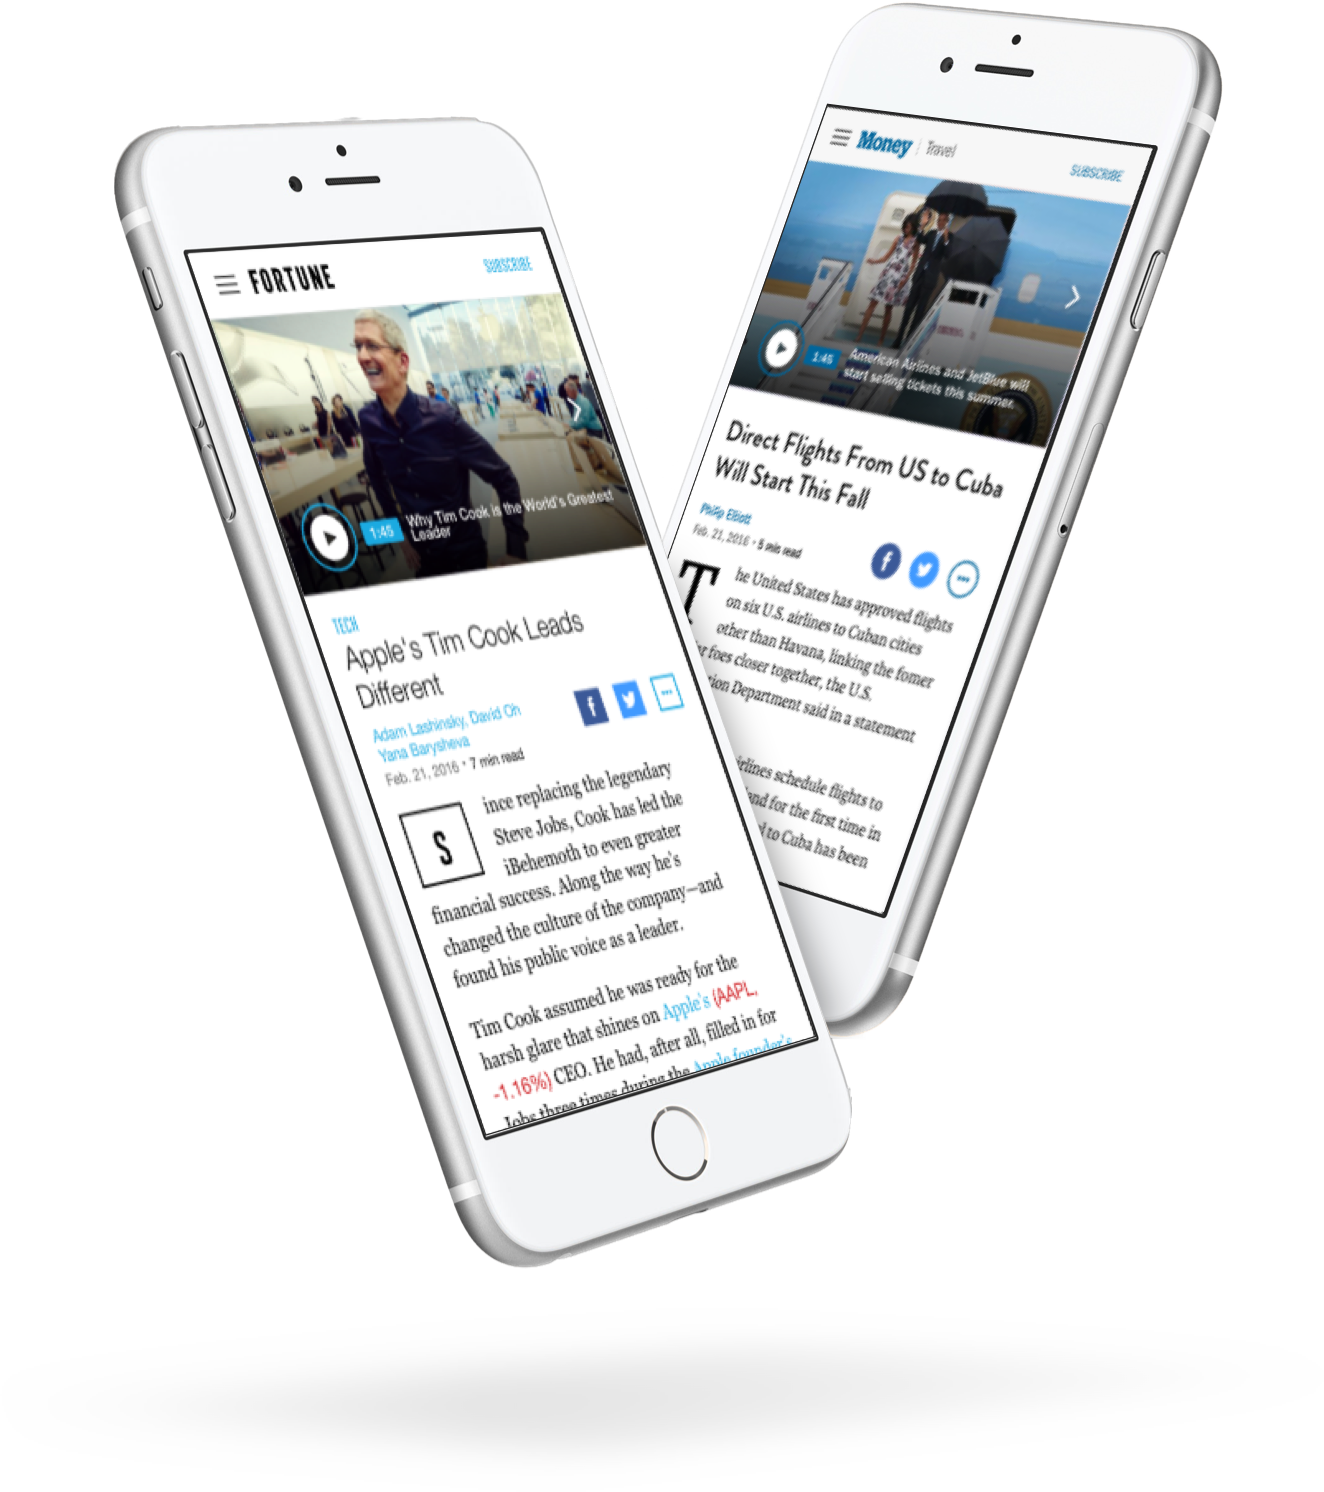 FORTUNE
SUBSCRIBE
1:45
Why Tim Cook is the World's Greatest
Leader
TECH
Apple's Tim Cook Leads
Different
Adam Lashinsky, David Oh
Yana Barysheva
Feb. 21, 2016 • 7 min read
S
ince replacing the legendary
Steve Jobs, Cook has led the
iBehemoth to even greater
financial success. Along the way he's
changed the culture of the company—and
found his public voice as a leader.
Tim Cook assumed he was ready for the
harsh glare that shines on Apple's (AAPL,
-1.16%) CEO. He had, after all, filled in for
Jobs three times during the Apple founder's
Money
Travel
SUBSCRIBE
1:45
American Airlines and JetBlue will
start selling tickets this summer.
Direct Flights From US to Cuba
Will Start This Fall
Philip Elliott
Feb. 21, 2016 • 5 min read
T
he United States has approved flights
on six U.S. airlines to Cuban cities
other than Havana, linking the fomer
foes closer together, the U.S.
Department said in a statement
schedule flights to
for the first time in
to Cuba has been